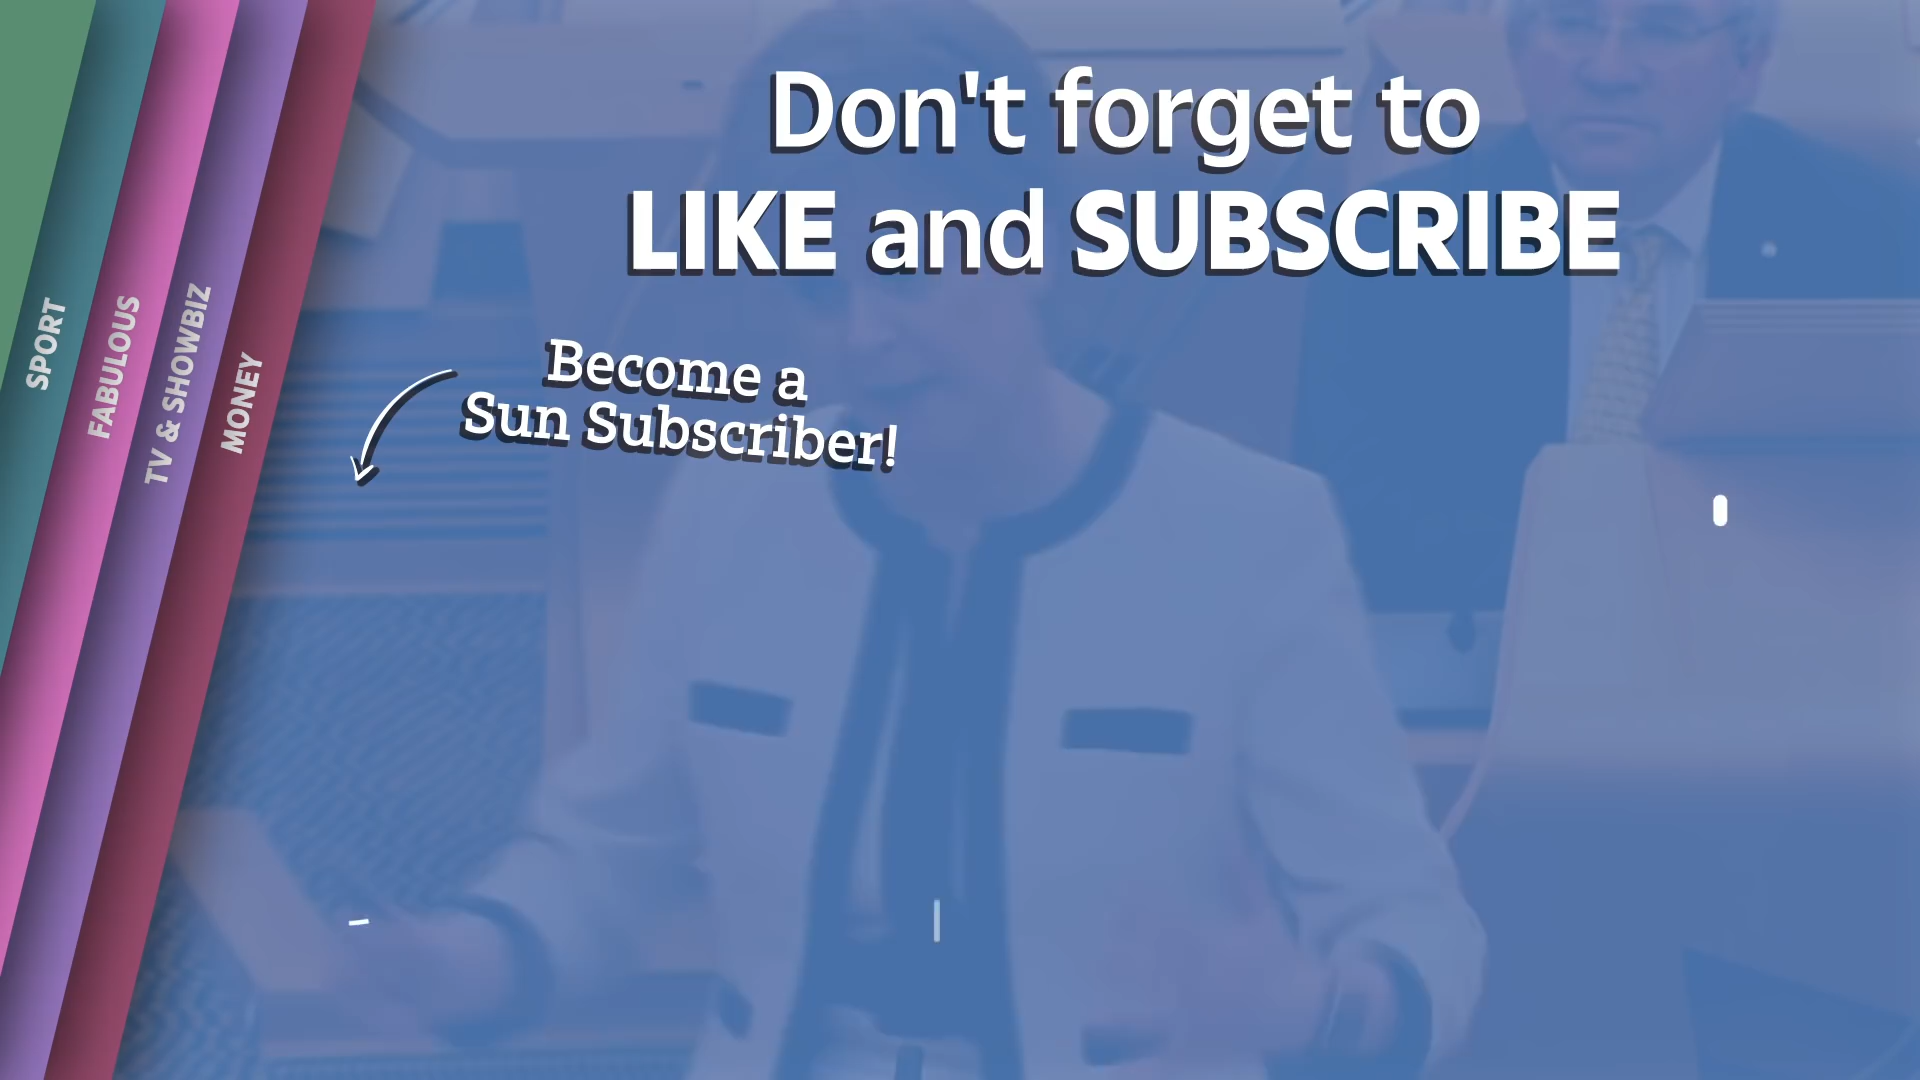 Don't forget to
LIKE and SUBSCRIBE
Become a
Sun Subscriber!
SPORT
FABULOUS
TV & SHOWBIZ
MONEY